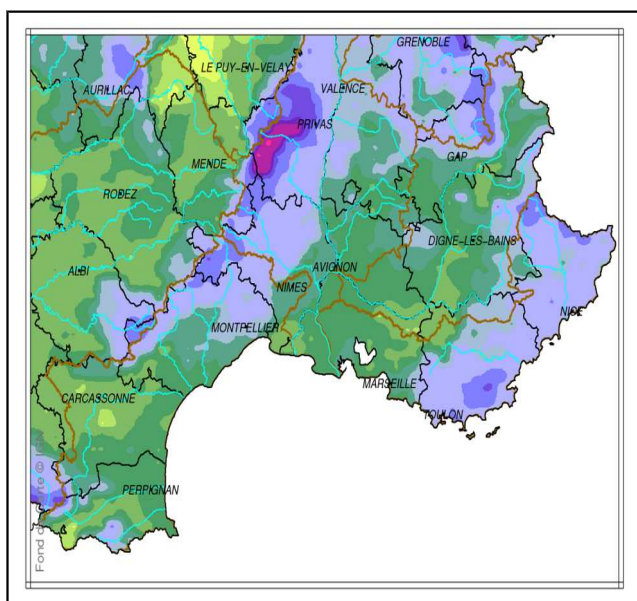 GRENOBLE
LE PUY-EN-VELAY
VALENCE
AURILLAC
PRIVAS
GAP
MENDE
RODEZ
DIGNE-LES-BAINS
ALBI
AVIGNON
NIMES
NICE
MONTPELLIER
MARSEILLE
CARCASSONNE
TOULON
PERPIGNAN
Fond de carte ©